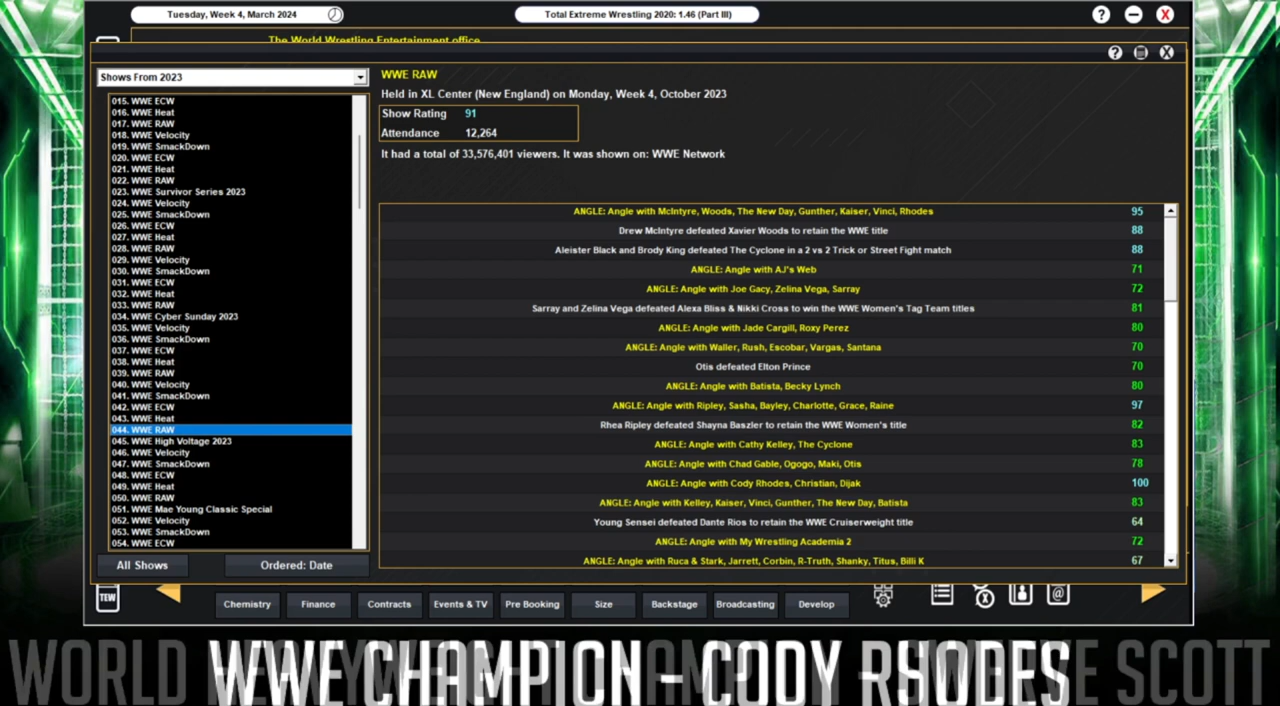 Tuesday, Week 4, March 2024
Total Extreme Wrestling 2020: 1.46 (Part III)
?
X
The World Wrestling Entertainment office
?
X
Shows From 2023
015. WWE ECW
016. WWE Heat
017. WWE RAW
018. WWE Velocity
019. WWE SmackDown
020. WWE ECW
021. WWE Heat
022. WWE RAW
023. WWE Survivor Series 2023
024. WWE Velocity
025. WWE SmackDown
026. WWE ECW
027. WWE Heat
028. WWE RAW
029. WWE Velocity
030. WWE SmackDown
031. WWE ECW
032. WWE Heat
033. WWE RAW
034. WWE Cyber Sunday 2023
035. WWE Velocity
036. WWE SmackDown
037. WWE ECW
038. WWE Heat
039. WWE RAW
040. WWE Velocity
041. WWE SmackDown
042. WWE ECW
043. WWE Heat
044. WWE RAW
045. WWE High Voltage 2023
046. WWE Velocity
047. WWE SmackDown
048. WWE ECW
049. WWE Heat
050. WWE RAW
051. WWE Mae Young Classic Special
052. WWE Velocity
053. WWE SmackDown
054. WWE ECW
All Shows
Ordered: Date
WWE RAW
Held in XL Center (New England) on Monday, Week 4, October 2023
Show Rating 91
Attendance 12,264
It had a total of 33,576,401 viewers. It was shown on: WWE Network
ANGLE: Angle with McIntyre, Woods, The New Day, Gunther, Kaiser, Vinci, Rhodes 95
Drew McIntyre defeated Xavier Woods to retain the WWE title 88
Aleister Black and Brody King defeated The Cyclone in a 2 vs 2 Trick or Street Fight match 88
ANGLE: Angle with AJ's Web 71
ANGLE: Angle with Joe Gacy, Zelina Vega, Sarray 72
Sarray and Zelina Vega defeated Alexa Bliss & Nikki Cross to win the WWE Women's Tag Team titles 81
ANGLE: Angle with Jade Cargill, Roxy Perez 80
ANGLE: Angle with Waller, Rush, Escobar, Vargas, Santana 70
Otis defeated Elton Prince 70
ANGLE: Angle with Batista, Becky Lynch 80
ANGLE: Angle with Ripley, Sasha, Bayley, Charlotte, Grace, Raine 97
Rhea Ripley defeated Shayna Baszler to retain the WWE Women's title 82
ANGLE: Angle with Cathy Kelley, The Cyclone 83
ANGLE: Angle with Chad Gable, Ogogo, Maki, Otis 78
ANGLE: Angle with Cody Rhodes, Christian, Dijak 100
ANGLE: Angle with Kelley, Kaiser, Vinci, Gunther, The New Day, Batista 83
Young Sensei defeated Dante Rios to retain the WWE Cruiserweight title 64
ANGLE: Angle with My Wrestling Academia 2 72
ANGLE: Angle with Ruca & Stark, Jarrett, Corbin, R-Truth, Shanky, Titus, Billi K 67
TEW
Chemistry
Finance
Contracts
Events & TV
Pre Booking
Size
Backstage
Broadcasting
Develop
@
WWE CHAMPION - CODY RHODES
WORLD
SCOTT